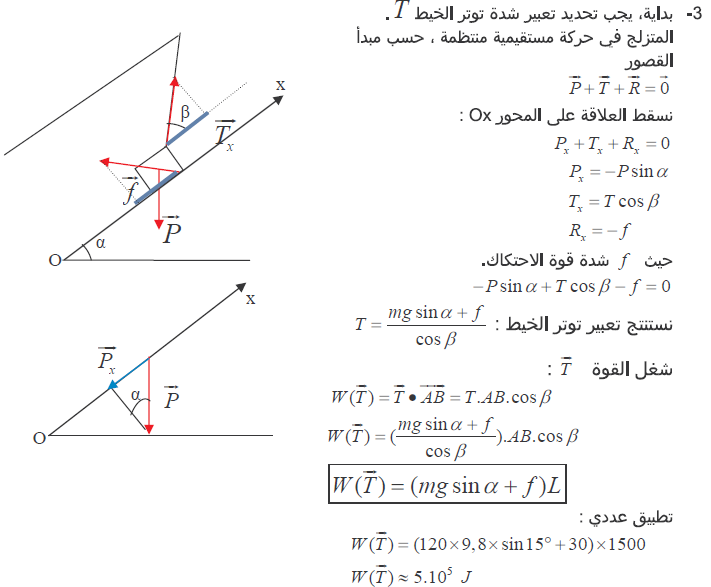 3- بداية، يجب تحديد تعبير شدة توتر الخيط T .
المتزلج في حركة مستقيمية منتظمة ، حسب مبدأ
القصور
P⃗ + T⃗ + R⃗ = 0⃗
نسقط العلاقة على المحور Ox :
Pₓ + Tₓ + Rₓ = 0
Pₓ = −P sin α
Tₓ = T cos β
Rₓ = −f
حيث f شدة قوة الاحتكاك.
−P sin α + T cos β − f = 0
نستنتج تعبير توتر الخيط : T = (mg sin α + f) / cos β
شغل القوة T⃗ :
W(T⃗) = T⃗ • AB⃗ = T.AB.cos β
W(T⃗) = ((mg sin α + f) / cos β).AB.cos β
W(T⃗) = (mg sin α + f)L
تطبيق عددي :
W(T⃗) = (120×9,8×sin15°+30)×1500
W(T⃗) ≈ 5.10⁵ J
x
β
T⃗ₓ
f⃗
P⃗
α
O
x
P⃗ₓ
α
P⃗
O